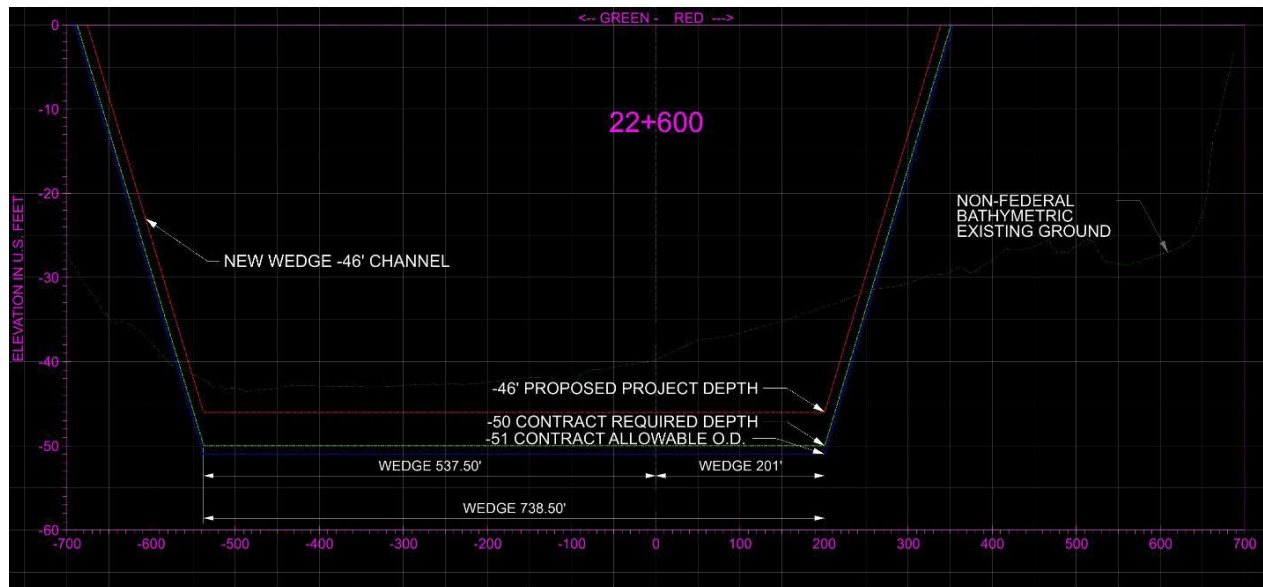 <-- GREEN - RED --->
0
-10
-20
-30
-40
-50
-60
ELEVATION IN U.S. FEET
22+600
NON-FEDERAL
BATHYMETRIC
EXISTING GROUND
NEW WEDGE -46' CHANNEL
-46' PROPOSED PROJECT DEPTH
-50 CONTRACT REQUIRED DEPTH
-51 CONTRACT ALLOWABLE O.D.
WEDGE 537.50' WEDGE 201'
WEDGE 738.50'
-700 -600 -500 -400 -300 -200 -100 0 100 200 300 400 500 600 700